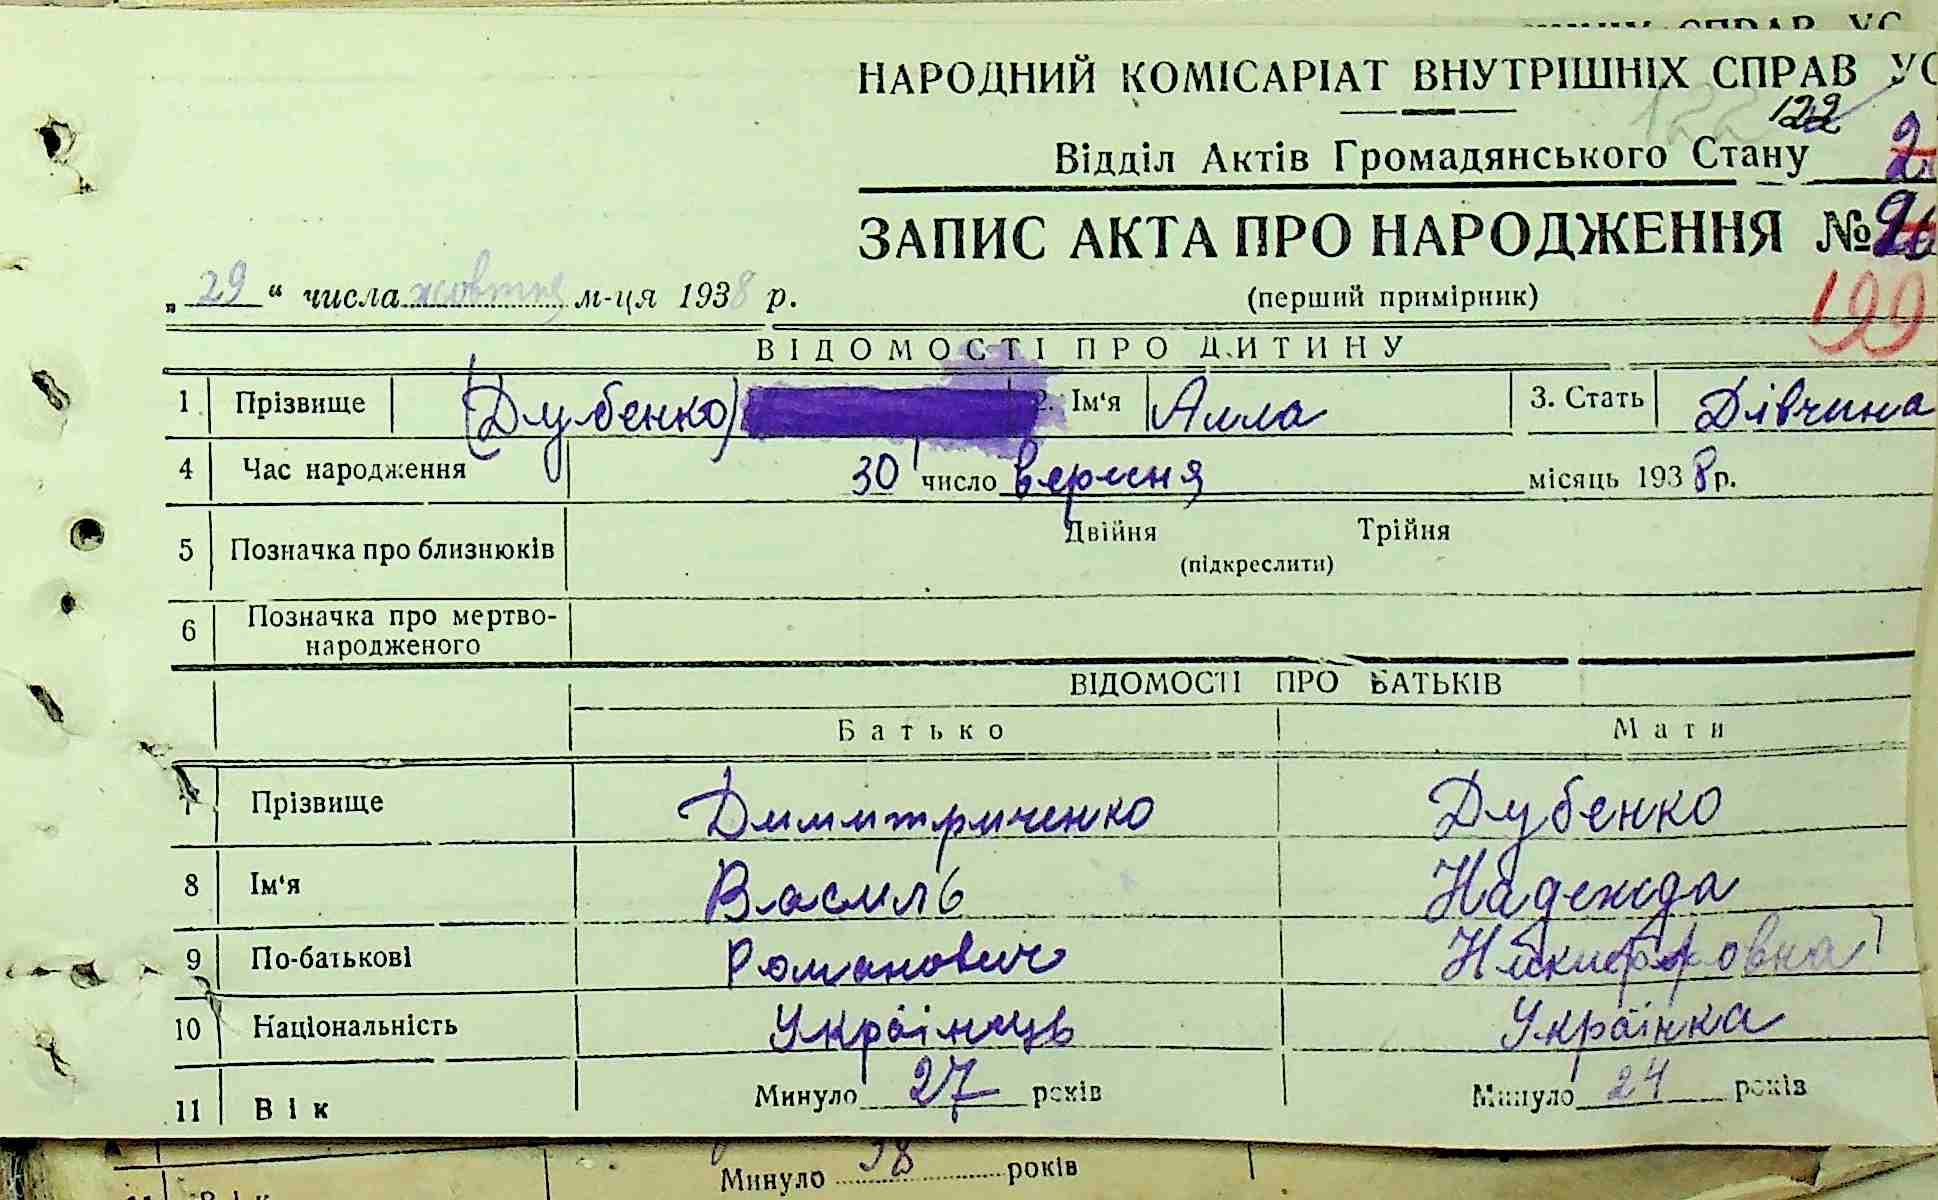 НАРОДНИЙ КОМІСАРІАТ ВНУТРІШНІХ СПРАВ УС
122 122
Відділ Актів Громадянського Стану
ЗАПИС АКТА ПРО НАРОДЖЕННЯ №
„ 29 “ числа жовтня м-ця 1938 р. (перший примірник)
ВІДОМОСТІ ПРО ДИТИНУ
1 Прізвище (Дубенко) 2. Ім'я Алла 3. Стать Дівчина
4 Час народження 30 число вересня місяць 1938 р.
5 Позначка про близнюків Двійня Трійня
(підкреслити)
6 Позначка про мертво-
народженого
ВІДОМОСТІ ПРО БАТЬКІВ
Батько Мати
7 Прізвище Димитриченко Дубенко
8 Ім'я Василь Надежда
9 По-батькові Романович Никифоровна
10 Національність Українець Українка
11 Вік Минуло 27 років Минуло 24 років
Минуло 38 років